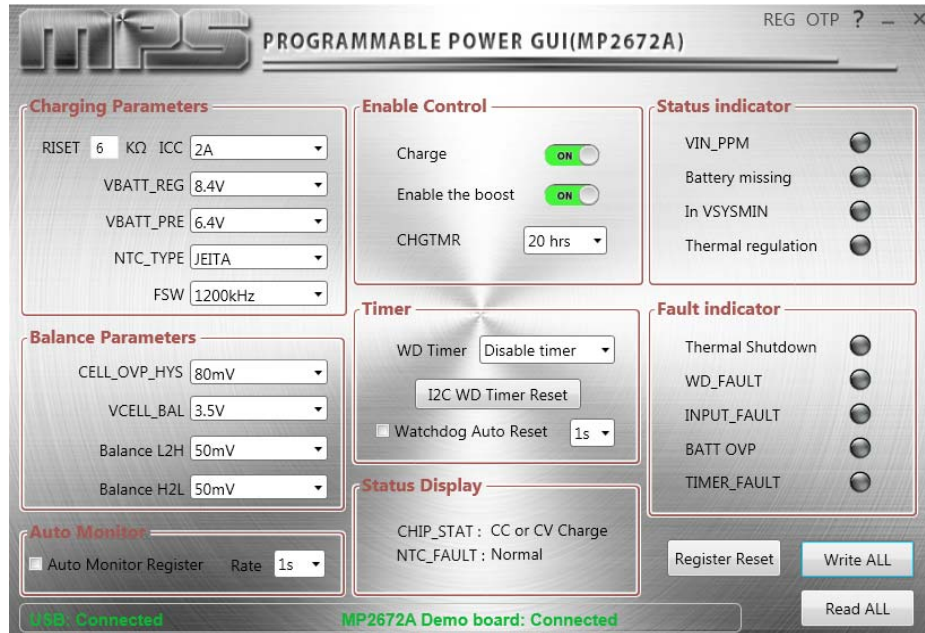 mps
PROGRAMMABLE POWER GUI(MP2672A)
REG OTP ? _ ×
Charging Parameters
RISET 6 KΩ ICC 2A
VBATT_REG 8.4V
VBATT_PRE 6.4V
NTC_TYPE JEITA
FSW 1200kHz
Balance Parameters
CELL_OVP_HYS 80mV
VCELL_BAL 3.5V
Balance L2H 50mV
Balance H2L 50mV
Auto Monitor
Auto Monitor Register Rate 1s
Enable Control
Charge ON
Enable the boost ON
CHGTMR 20 hrs
Timer
WD Timer Disable timer
I2C WD Timer Reset
Watchdog Auto Reset 1s
Status Display
CHIP_STAT : CC or CV Charge
NTC_FAULT : Normal
Status indicator
VIN_PPM
Battery missing
In VSYSMIN
Thermal regulation
Fault indicator
Thermal Shutdown
WD_FAULT
INPUT_FAULT
BATT OVP
TIMER_FAULT
Register Reset Write ALL
Read ALL
USB: Connected MP2672A Demo board: Connected